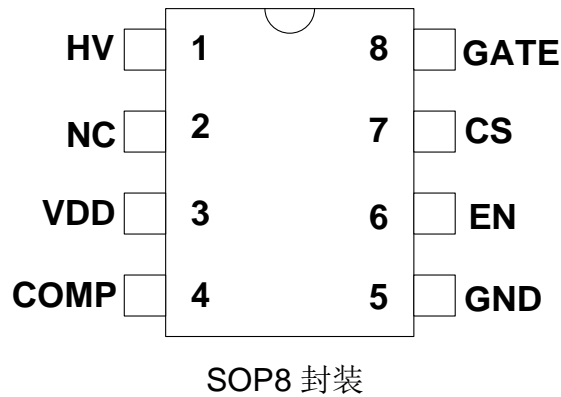 HV 1 8 GATE
NC 2 7 CS
VDD 3 6 EN
COMP 4 5 GND
SOP8 封装